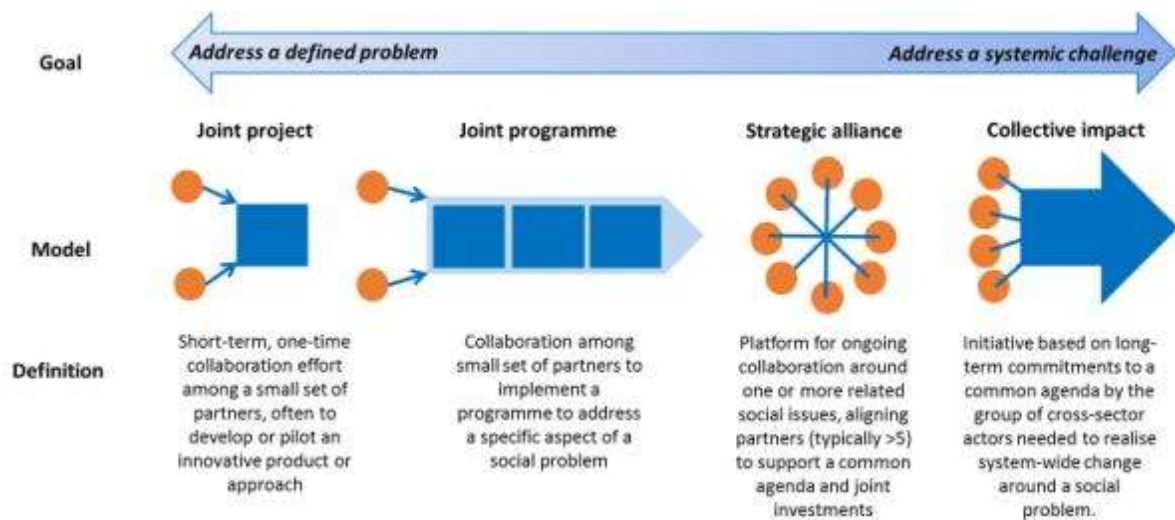 Goal
Address a defined problem
Address a systemic challenge
Joint project
Joint programme
Strategic alliance
Collective impact
Model
Definition
Short-term, one-time
collaboration effort
among a small set of
partners, often to
develop or pilot an
innovative product or
approach
Collaboration among
small set of partners to
implement a
programme to address
a specific aspect of a
social problem
Platform for ongoing
collaboration around
one or more related
social issues, aligning
partners (typically >5)
to support a common
agenda and joint
investments
Initiative based on long-
term commitments to a
common agenda by the
group of cross-sector
actors needed to realise
system-wide change
around a social
problem.